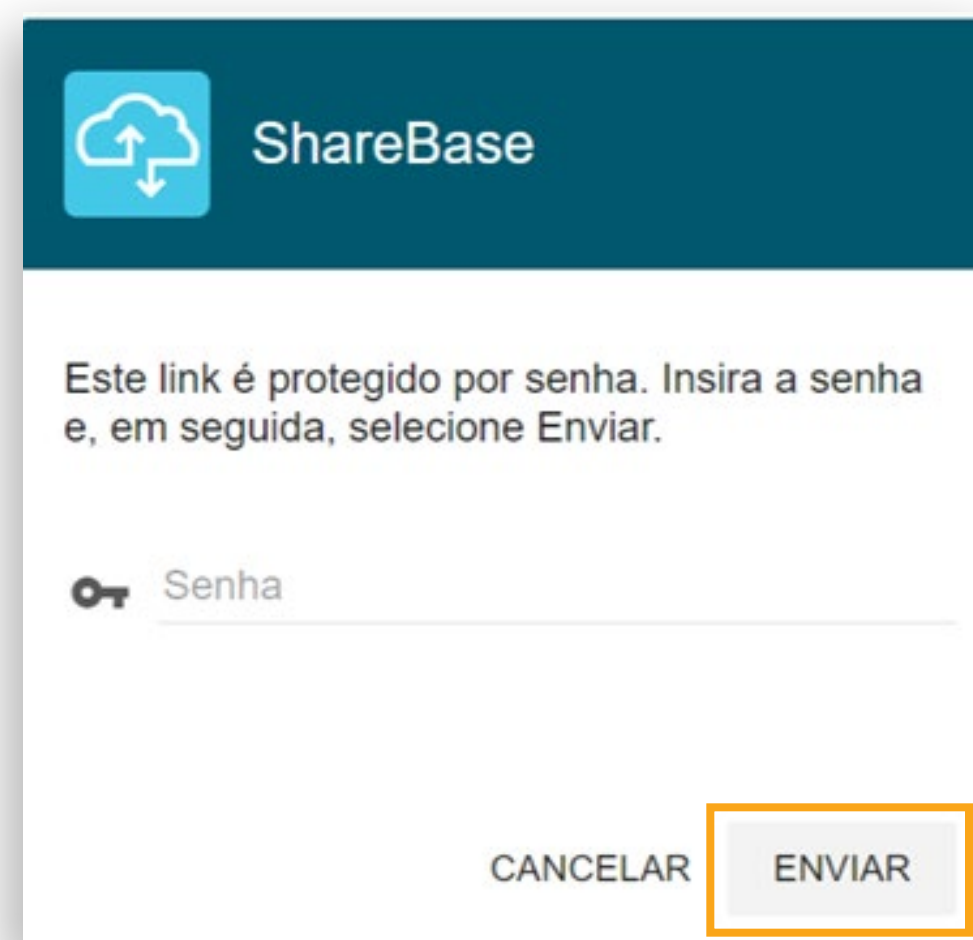 ShareBase
Este link é protegido por senha. Insira a senha
e, em seguida, selecione Enviar.
Senha
CANCELAR ENVIAR